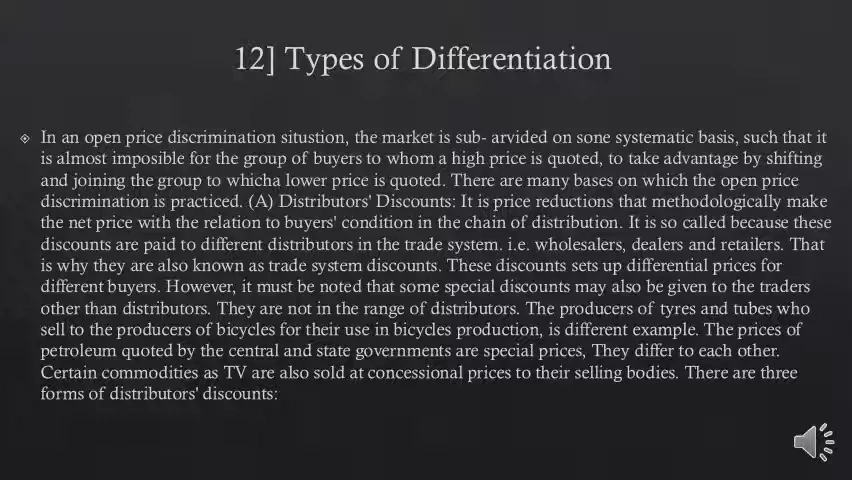 12] Types of Differentiation
In an open price discrimination situstion, the market is sub- arvided on sone systematic basis, such that it
is almost imposible for the group of buyers to whom a high price is quoted, to take advantage by shifting
and joining the group to whicha lower price is quoted. There are many bases on which the open price
discrimination is practiced. (A) Distributors' Discounts: It is price reductions that methodologically make
the net price with the relation to buyers' condition in the chain of distribution. It is so called because these
discounts are paid to different distributors in the trade system. i.e. wholesalers, dealers and retailers. That
is why they are also known as trade system discounts. These discounts sets up differential prices for
different buyers. However, it must be noted that some special discounts may also be given to the traders
other than distributors. They are not in the range of distributors. The producers of tyres and tubes who
sell to the producers of bicycles for their use in bicycles production, is different example. The prices of
petroleum quoted by the central and state governments are special prices, They differ to each other.
Certain commodities as TV are also sold at concessional prices to their selling bodies. There are three
forms of distributors' discounts: